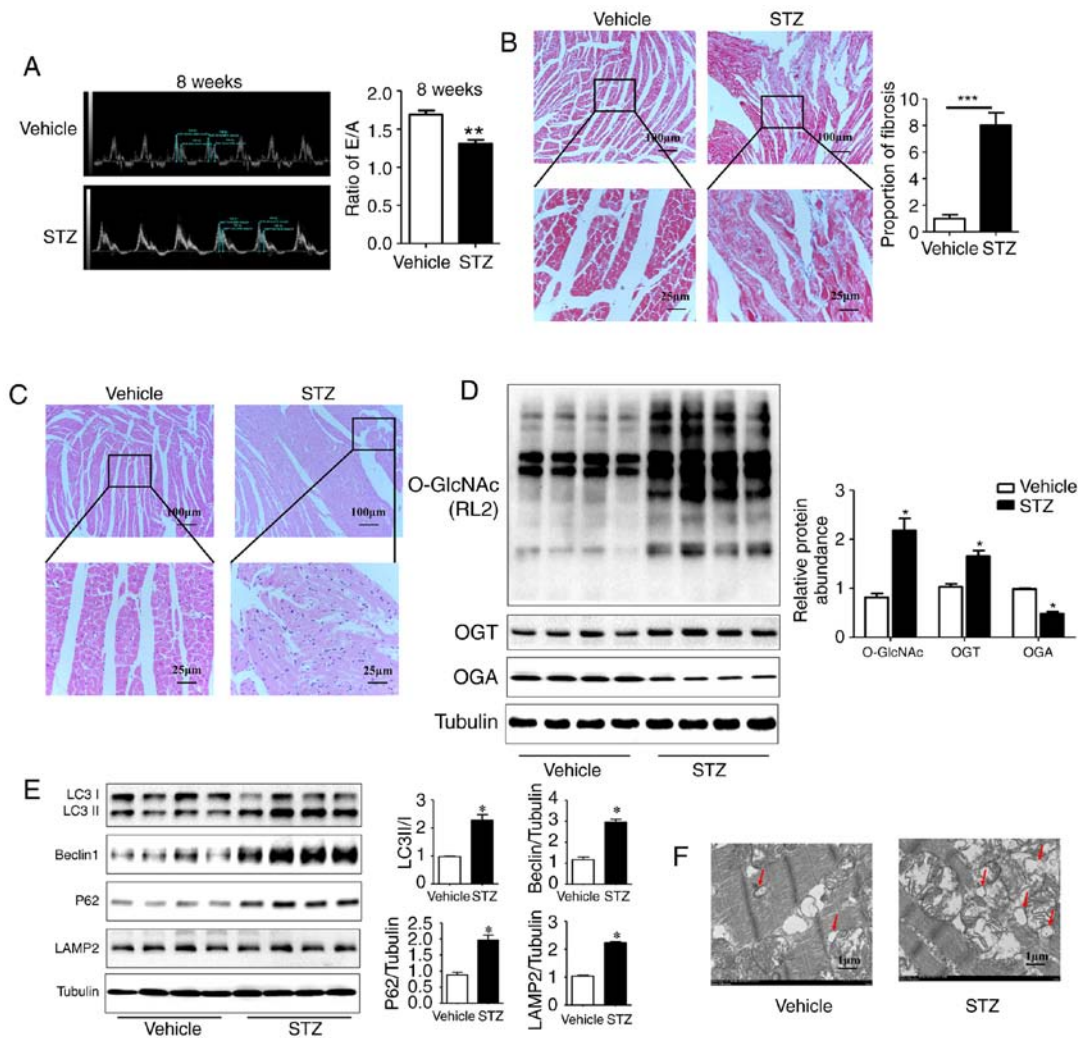 A
8 weeks
Vehicle
STZ
8 weeks
Ratio of E/A
2.0
1.5
1.0
0.5
0.0
**
Vehicle STZ
B
Vehicle
STZ
100μm
100μm
25μm
25μm
Proportion of fibrosis
10
8
6
4
2
0
***
Vehicle
STZ
C
Vehicle
STZ
100μm
100μm
25μm
25μm
D
O-GlcNAc
(RL2)
OGT
OGA
Tubulin
Vehicle
STZ
Relative protein
abundance
3
2
1
0
Vehicle
STZ
*
*
*
O-GlcNAc
OGT
OGA
E
LC3 I
LC3 II
Beclin1
P62
LAMP2
Tubulin
Vehicle
STZ
LC3II/I
3
2
1
0
*
Vehicle STZ
Beclin/Tubulin
4
3
2
1
0
*
Vehicle STZ
P62/Tubulin
2.0
1.5
1.0
0.5
0.0
*
Vehicle STZ
LAMP2/Tubulin
3
2
1
0
*
Vehicle STZ
F
1μm
1μm
Vehicle
STZ